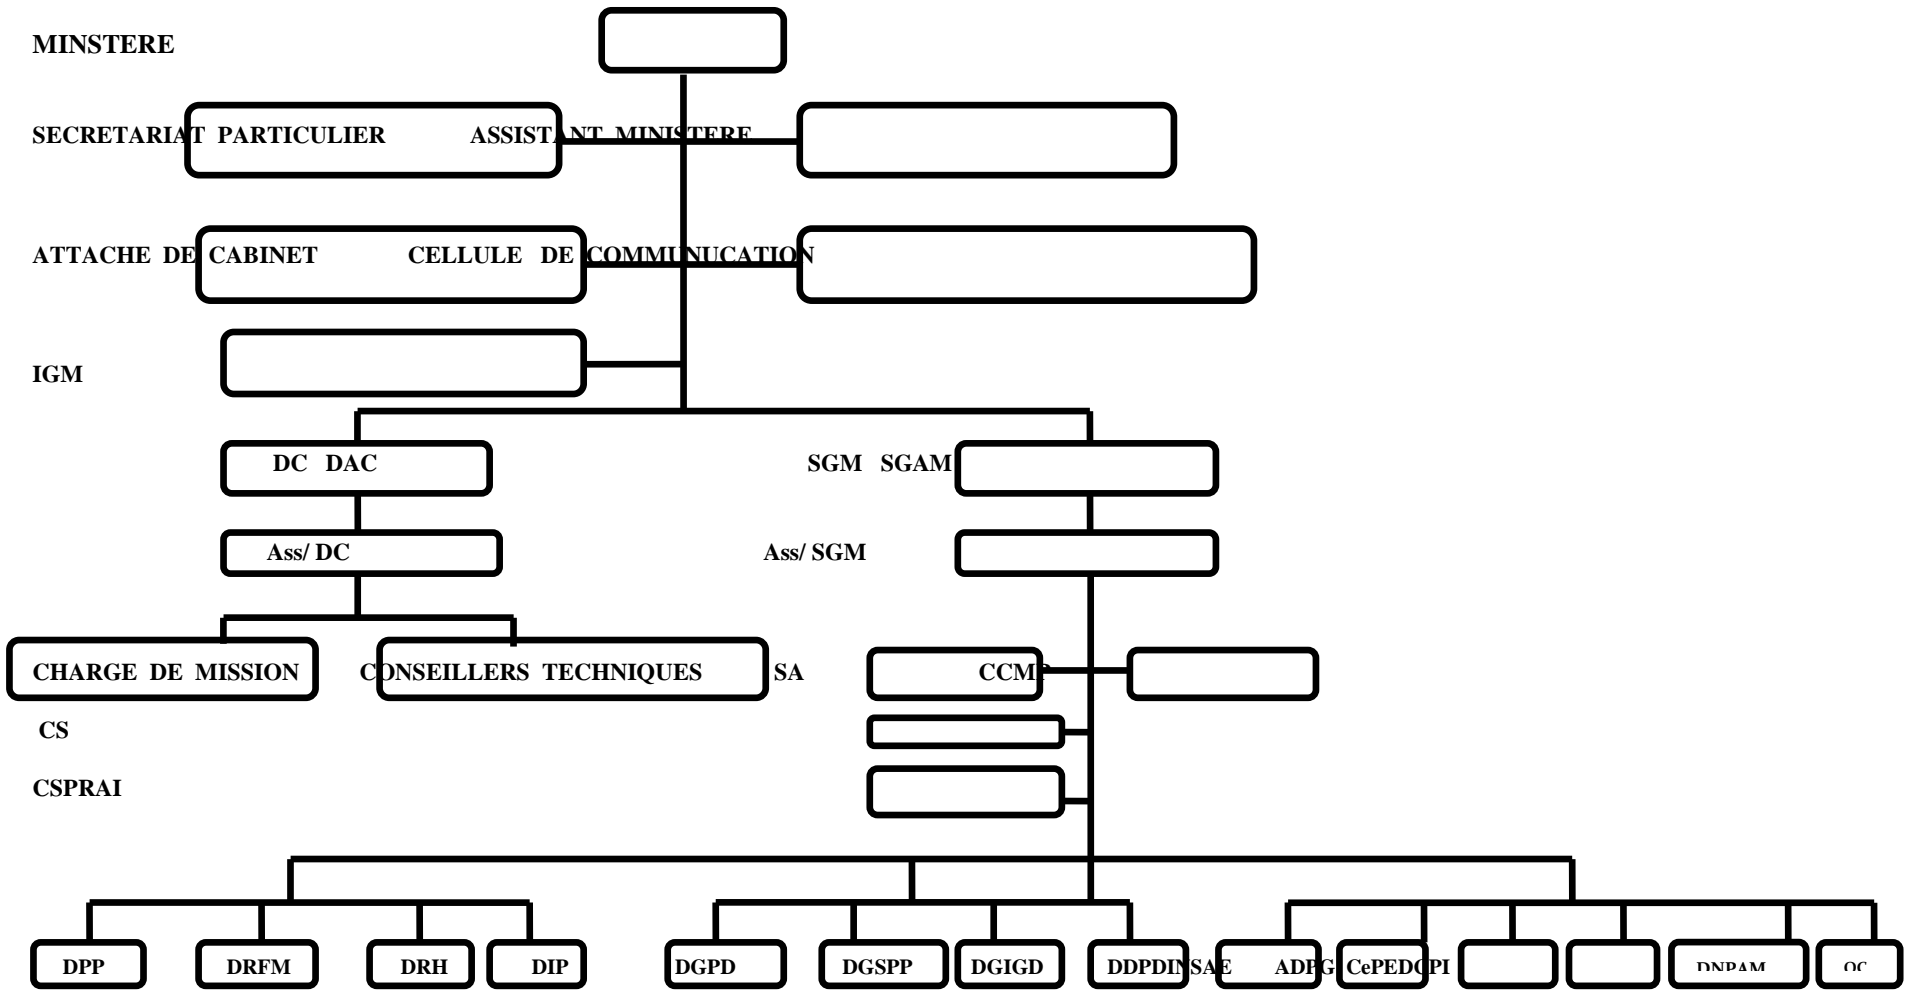 MINSTERE
SECRETARIAT PARTICULIER ASSISTANT MINISTERE
ATTACHE DE CABINET CELLULE DE COMMUNUCATION
IGM
DC DAC SGM SGAM
Ass/ DC Ass/ SGM
CHARGE DE MISSION CONSEILLERS TECHNIQUES SA CCMP
CS
CSPRAI
DPP DRFM DRH DIP DGPD DGSPP DGIGD DDPDINSAE ADPG CePEDOPI DNPAM OC